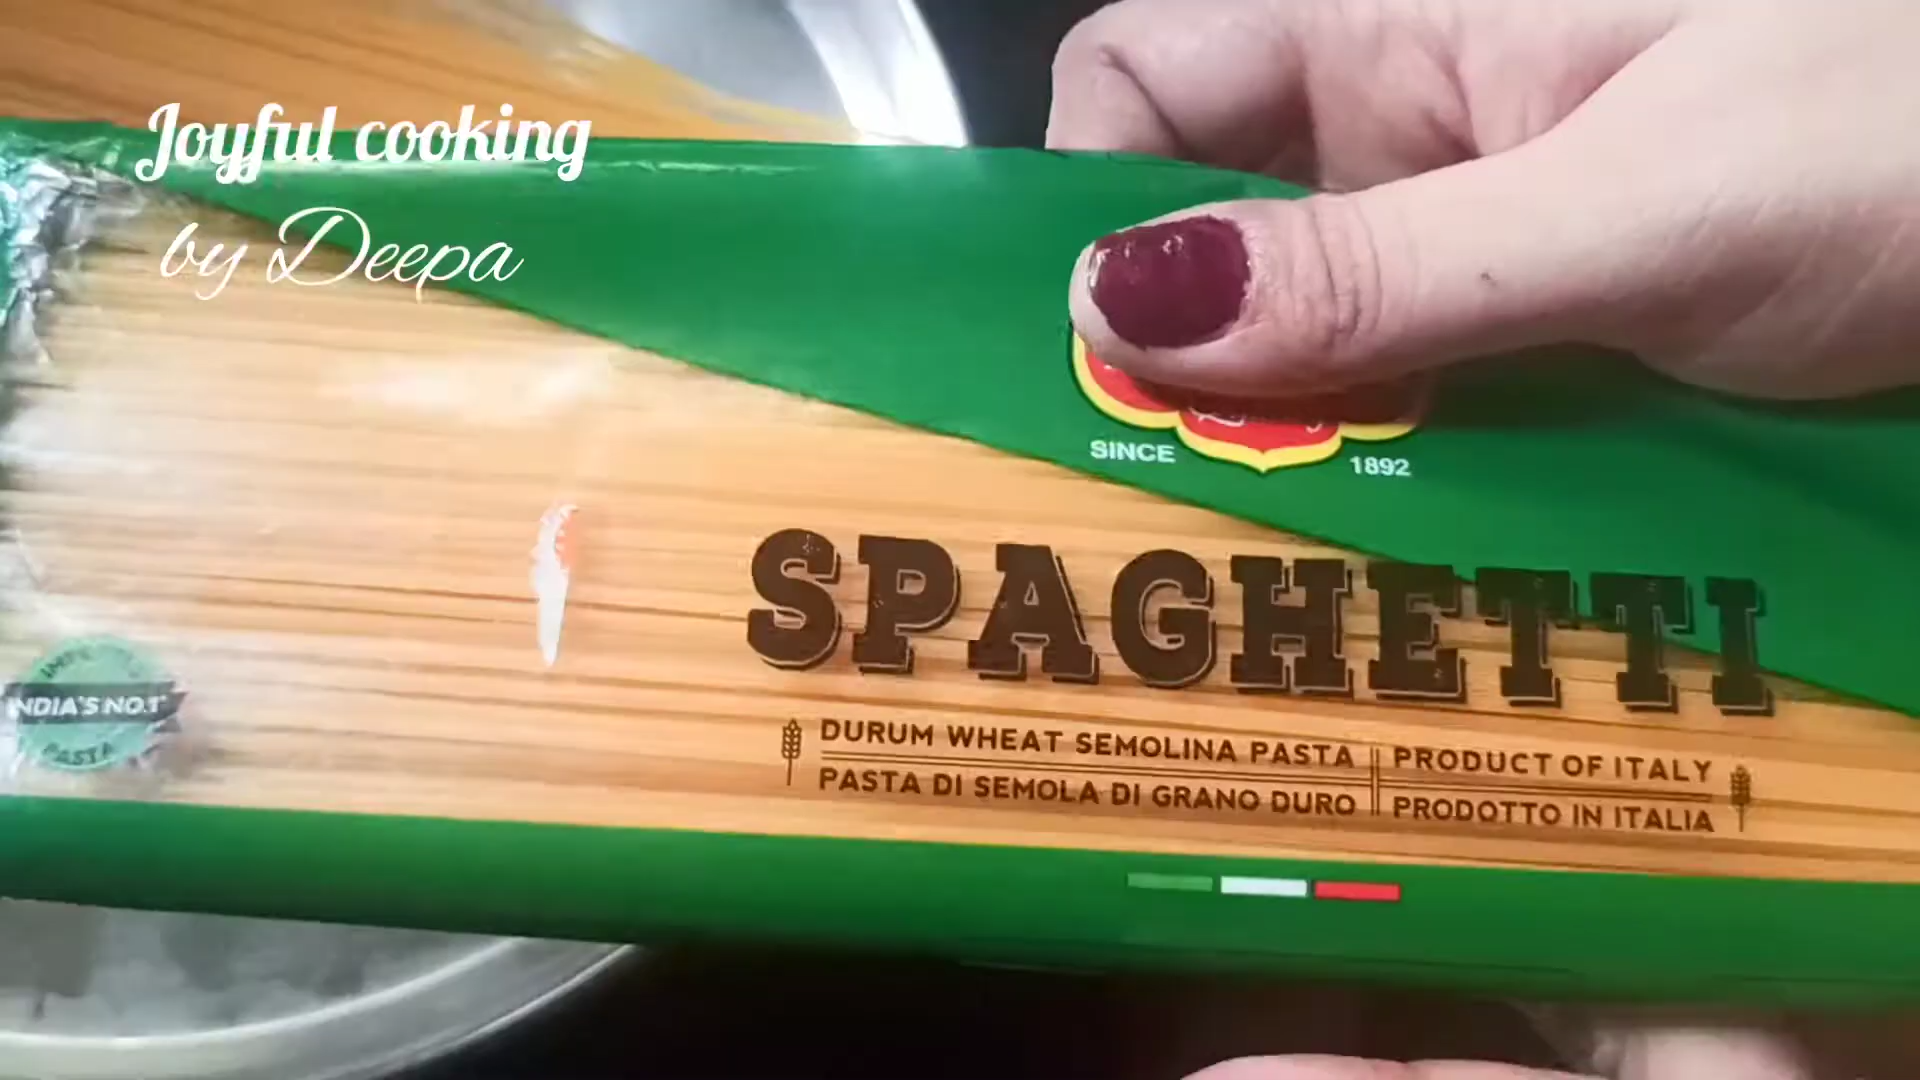 Joyful cooking
by Deepa
SINCE 1892
SPAGHETTI
DURUM WHEAT SEMOLINA PASTA
PASTA DI SEMOLA DI GRANO DURO
PRODUCT OF ITALY
PRODOTTO IN ITALIA
INDIA'S NO.1
PASTA